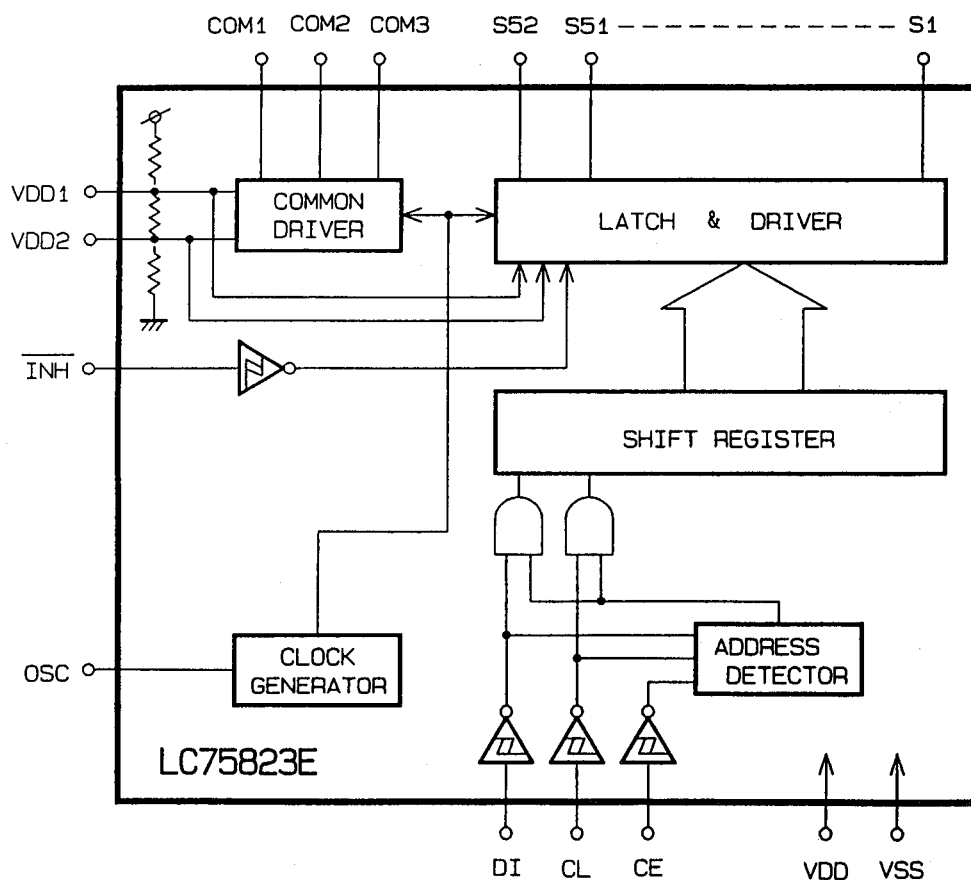 COM1 COM2 COM3 S52 S51 S1
VDD1
VDD2
COMMON
DRIVER
LATCH & DRIVER
INH
SHIFT REGISTER
OSC
CLOCK
GENERATOR
ADDRESS
DETECTOR
LC75823E
DI CL CE VDD VSS